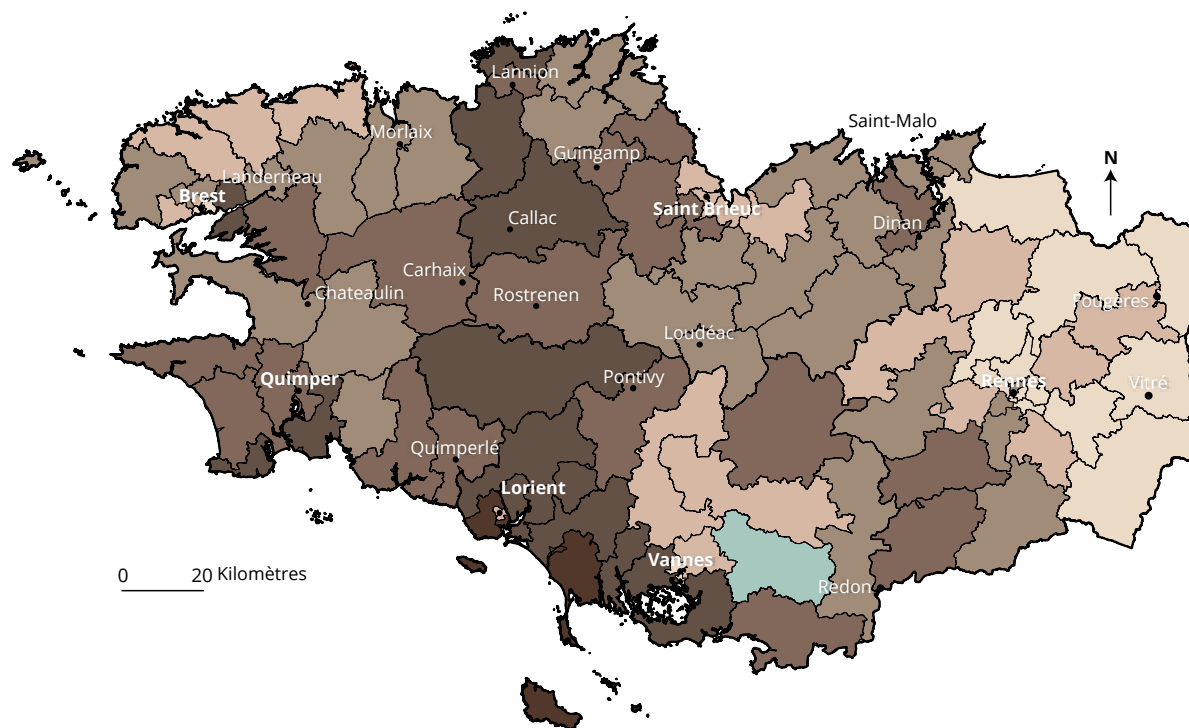 Lannion
Saint-Malo
Morlaix
Guingamp
N
Landerneau
Brest
Saint Brieuc
Callac
Dinan
Carhaix
Chateaulin
Rostrenen
Fougères
Loudéac
Quimper
Pontivy
Rennes
Vitré
Quimperlé
Lorient
Vannes
0 20 Kilomètres
Redon